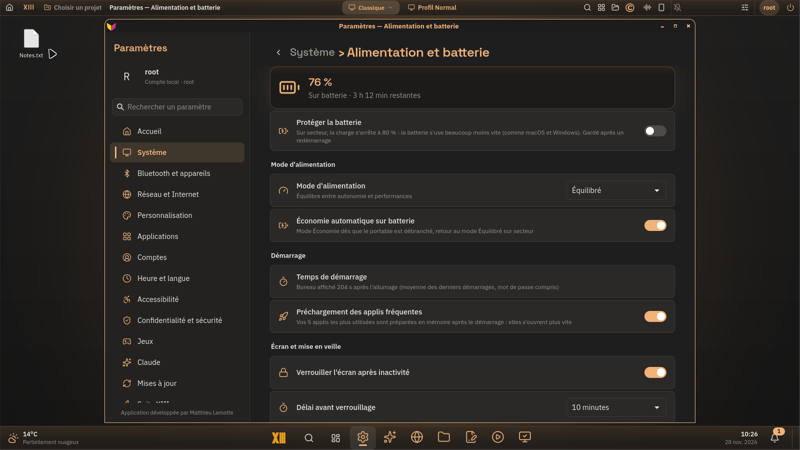 XIII
Choisir un projet
Paramètres — Alimentation et batterie
Classique
Profil Normal
root
Notes.txt
Paramètres — Alimentation et batterie
Paramètres
R
root
Compte local · root
Rechercher un paramètre
Accueil
Système
Bluetooth et appareils
Réseau et Internet
Personnalisation
Applications
Comptes
Heure et langue
Accessibilité
Confidentialité et sécurité
Jeux
Claude
Mises à jour
Application développée par Matthieu Lamotte
Système > Alimentation et batterie
76 %
Sur batterie · 3 h 12 min restantes
Protéger la batterie
Sur secteur, la charge s'arrête à 80 % : la batterie s'use beaucoup moins vite (comme macOS et Windows). Gardé après un
redémarrage
Mode d'alimentation
Mode d'alimentation
Équilibre entre autonomie et performances
Équilibré
Économie automatique sur batterie
Mode Économie dès que le portable est débranché, retour au mode Équilibré sur secteur
Démarrage
Temps de démarrage
Bureau affiché 204 s après l'allumage (moyenne des derniers démarrages, mot de passe compris)
Préchargement des applis fréquentes
Vos 5 applis les plus utilisées sont préparées en mémoire après le démarrage : elles s'ouvrent plus vite
Écran et mise en veille
Verrouiller l'écran après inactivité
Délai avant verrouillage
10 minutes
14°C
Partiellement nuageux
XIII
10:26
28 nov. 2026
1